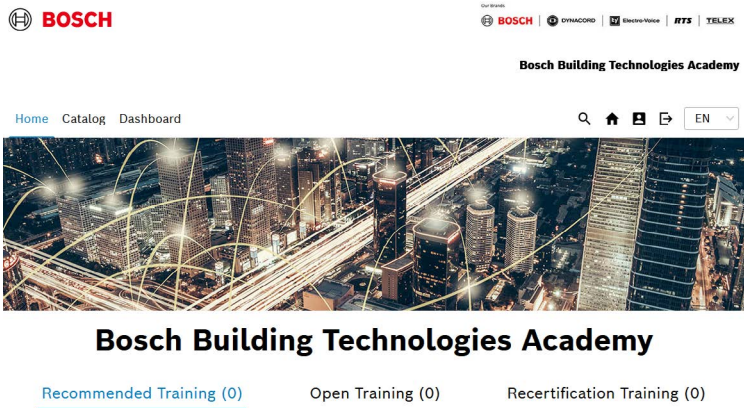 Our Brands
BOSCH
BOSCH DYNACORD EV Electro-Voice RTS TELEX
Bosch Building Technologies Academy
Home Catalog Dashboard EN
Bosch Building Technologies Academy
Recommended Training (0) Open Training (0) Recertification Training (0)